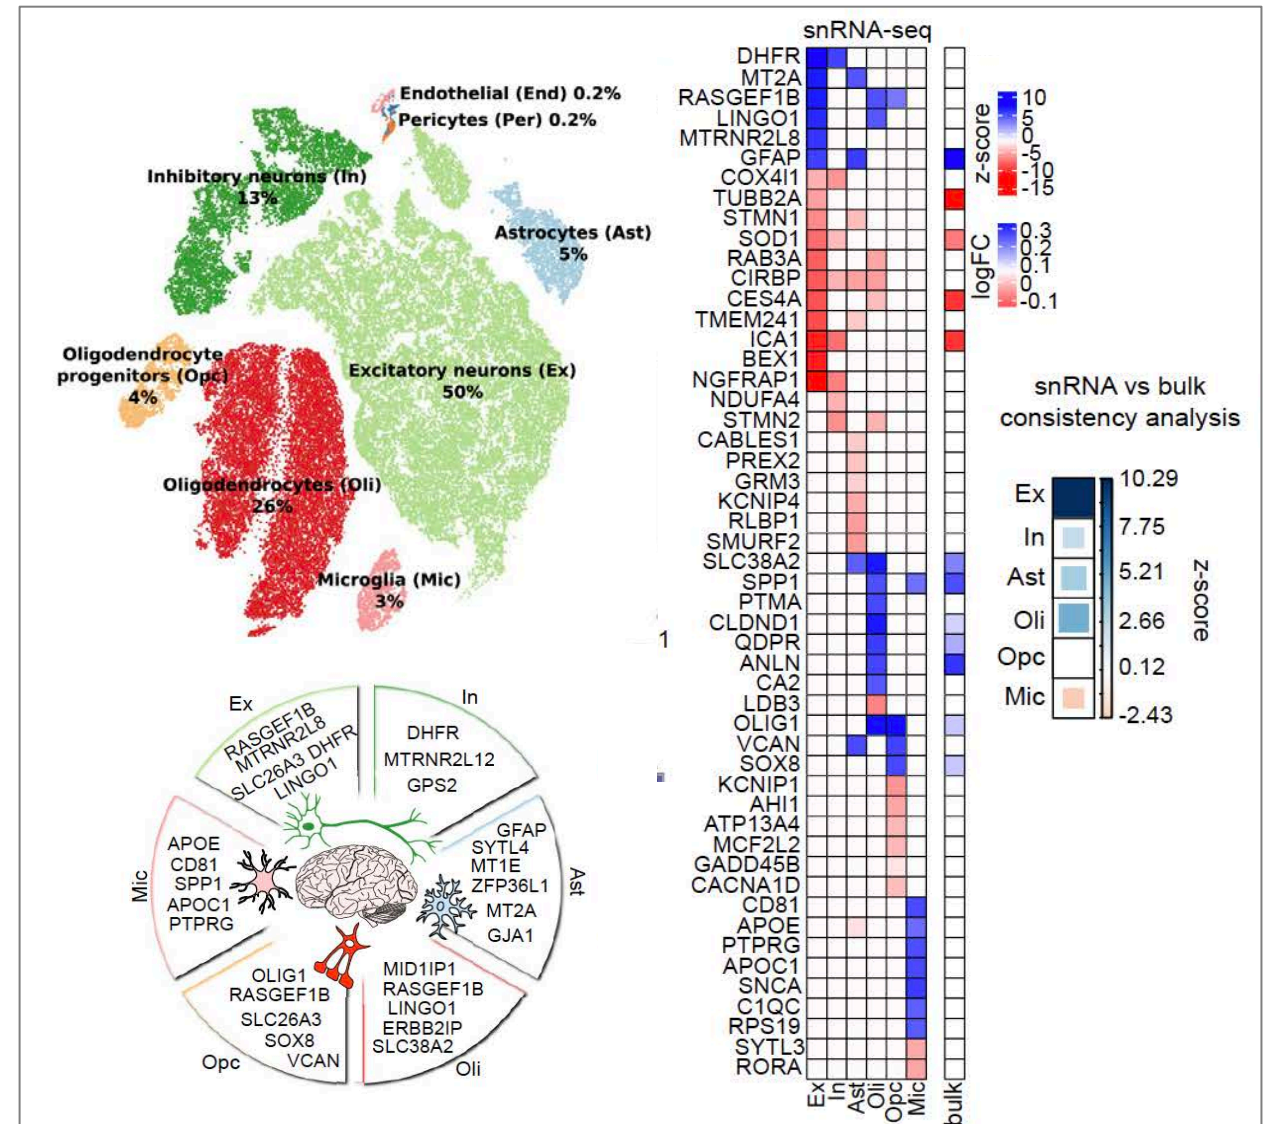 Endothelial (End) 0.2%
Pericytes (Per) 0.2%
Inhibitory neurons (In)
13%
Astrocytes (Ast)
5%
Oligodendrocyte
progenitors (Opc)
4%
Excitatory neurons (Ex)
50%
Oligodendrocytes (Oli)
26%
Microglia (Mic)
3%
Ex
RASGEF1B
MTRNR2L8
SLC26A3 DHFR
LINGO1
In
DHFR
MTRNR2L12
GPS2
Ast
GFAP
SYTL4
MT1E
ZFP36L1
MT2A
GJA1
Mic
APOE
CD81
SPP1
APOC1
PTPRG
Opc
OLIG1
RASGEF1B
SLC26A3
SOX8
VCAN
Oli
MID1IP1
RASGEF1B
LINGO1
ERBB2IP
SLC38A2
1
snRNA-seq
DHFR
MT2A
RASGEF1B
LINGO1
MTRNR2L8
GFAP
COX4I1
TUBB2A
STMN1
SOD1
RAB3A
CIRBP
CES4A
TMEM241
ICA1
BEX1
NGFRAP1
NDUFA4
STMN2
CABLES1
PREX2
GRM3
KCNIP4
RLBP1
SMURF2
SLC38A2
SPP1
PTMA
CLDND1
QDPR
ANLN
CA2
LDB3
OLIG1
VCAN
SOX8
KCNIP1
AHI1
ATP13A4
MCF2L2
GADD45B
CACNA1D
CD81
APOE
PTPRG
APOC1
SNCA
C1QC
RPS19
SYTL3
RORA
Ex In Ast Oli Opc Mic bulk
z-score
10
5
0
-5
-10
-15
logFC
0.3
0.2
0.1
0
-0.1
snRNA vs bulk
consistency analysis
Ex
In
Ast
Oli
Opc
Mic
10.29
7.75
5.21
2.66
0.12
-2.43
z-score